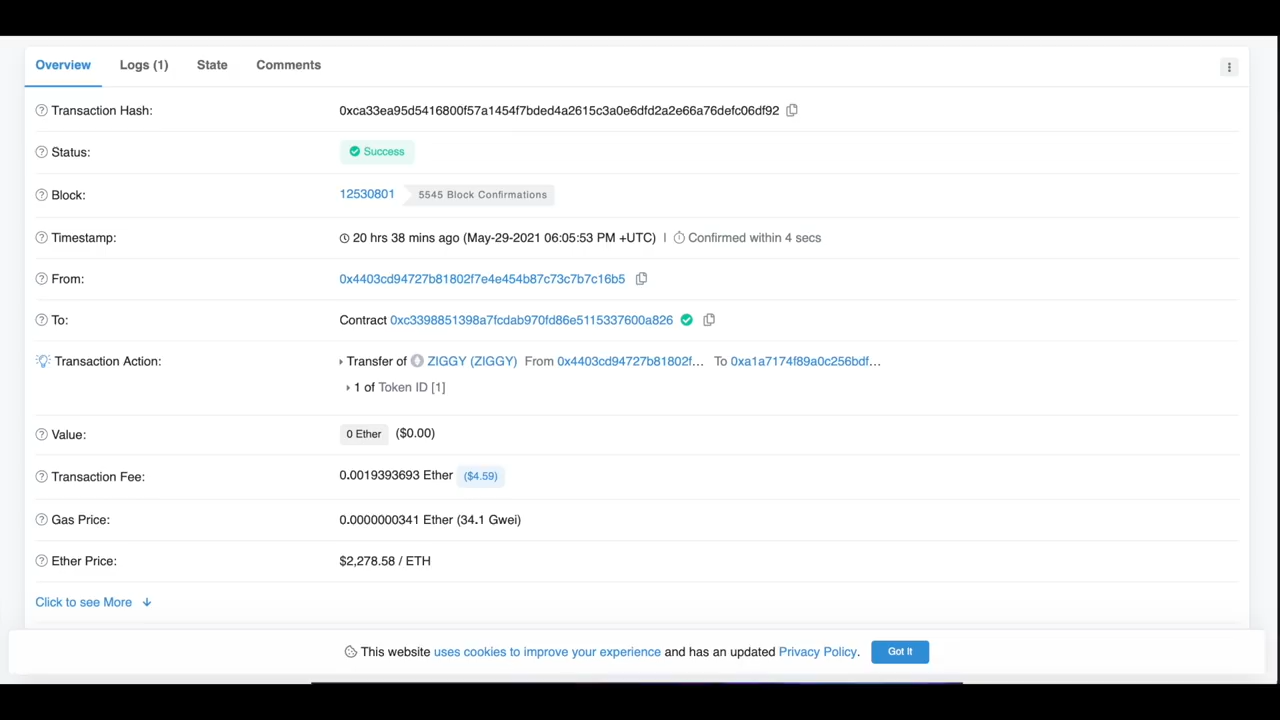 Overview Logs (1) State Comments
Transaction Hash: 0xca33ea95d5416800f57a1454f7bded4a2615c3a0e6dfd2a2e66a76defc06df92
Status: Success
Block: 12530801 5545 Block Confirmations
Timestamp: 20 hrs 38 mins ago (May-29-2021 06:05:53 PM +UTC) | Confirmed within 4 secs
From: 0x4403cd94727b81802f7e4e454b87c73c7b7c16b5
To: Contract 0xc3398851398a7fcdab970fd86e5115337600a826
Transaction Action: Transfer of ZIGGY (ZIGGY) From 0x4403cd94727b81802f... To 0xa1a7174f89a0c256bdf...
1 of Token ID [1]
Value: 0 Ether ($0.00)
Transaction Fee: 0.0019393693 Ether ($4.59)
Gas Price: 0.0000000341 Ether (34.1 Gwei)
Ether Price: $2,278.58 / ETH
Click to see More
This website uses cookies to improve your experience and has an updated Privacy Policy. Got It